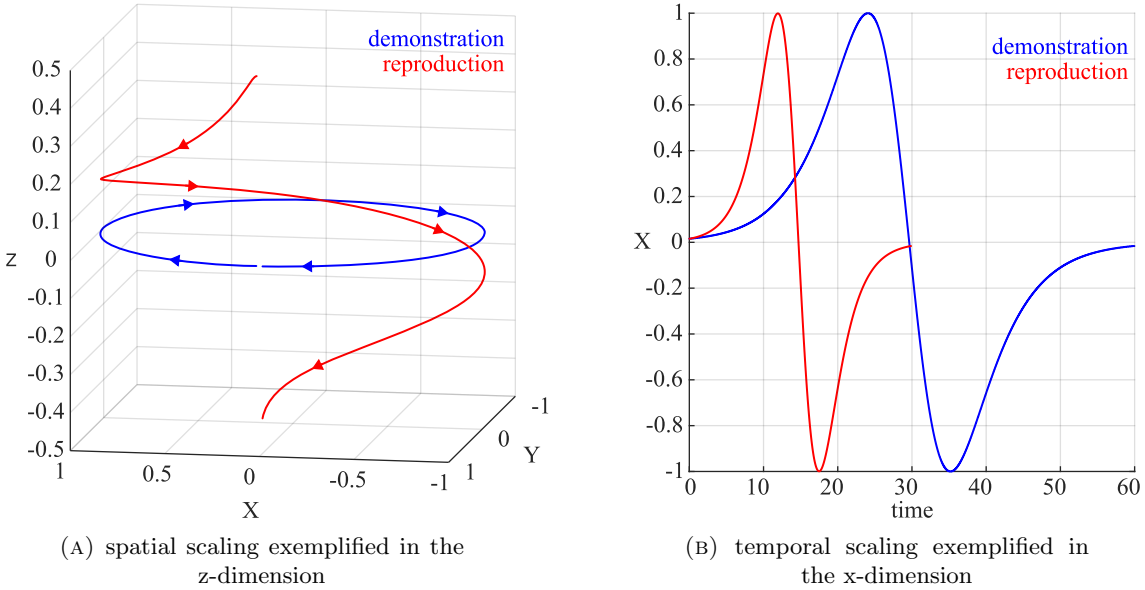 demonstration
reproduction
0.5
0.4
0.3
0.2
0.1
0
-0.1
-0.2
-0.3
-0.4
-0.5
Z
1
0.5
0
-0.5
-1
X
1
0
-1
Y
(A) spatial scaling exemplified in the
z-dimension
demonstration
reproduction
1
0.8
0.6
0.4
0.2
0
-0.2
-0.4
-0.6
-0.8
-1
X
0
10
20
30
40
50
60
time
(B) temporal scaling exemplified in
the x-dimension